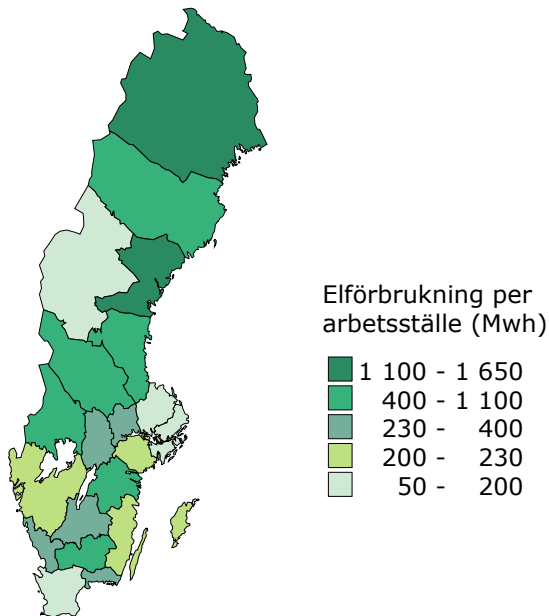 Elförbrukning per
arbetsställe (Mwh)
1 100 - 1 650
400 - 1 100
230 - 400
200 - 230
50 - 200